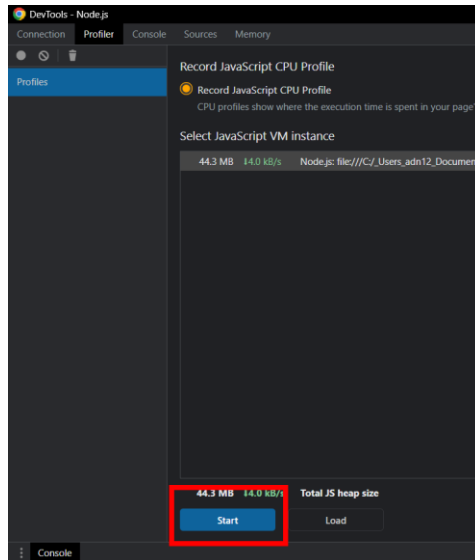 DevTools - Node.js
Connection Profiler Console Sources Memory
Record JavaScript CPU Profile
Profiles
Record JavaScript CPU Profile
CPU profiles show where the execution time is spent in your page'
Select JavaScript VM instance
44.3 MB ↓4.0 kB/s Node.js: file:///C:/_Users_adn12_Documen
44.3 MB ↓4.0 kB/s Total JS heap size
Start Load
Console